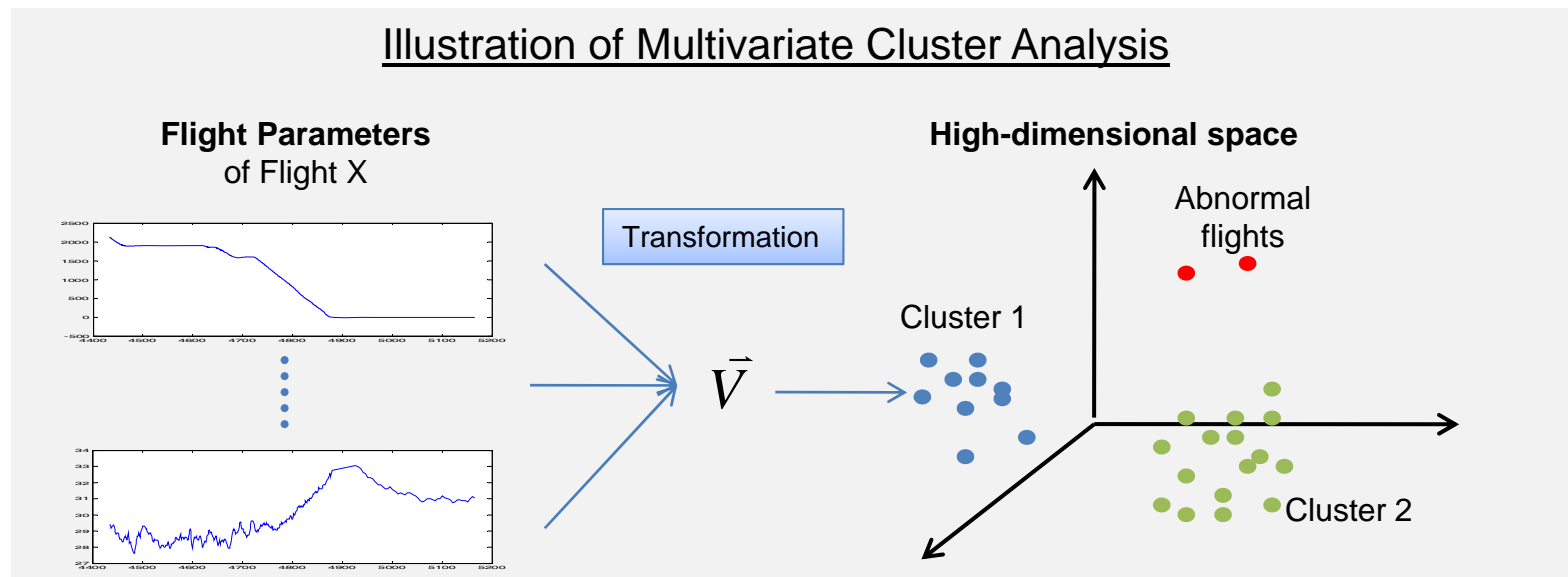 Illustration of Multivariate Cluster Analysis
Flight Parameters
of Flight X
2500
2000
1500
1000
500
0
-500
4400 4500 4600 4700 4800 4900 5000 5100 5200
34
33
32
31
30
29
28
27
4400 4500 4600 4700 4800 4900 5000 5100 5200
Transformation
V
High-dimensional space
Abnormal
flights
Cluster 1
Cluster 2